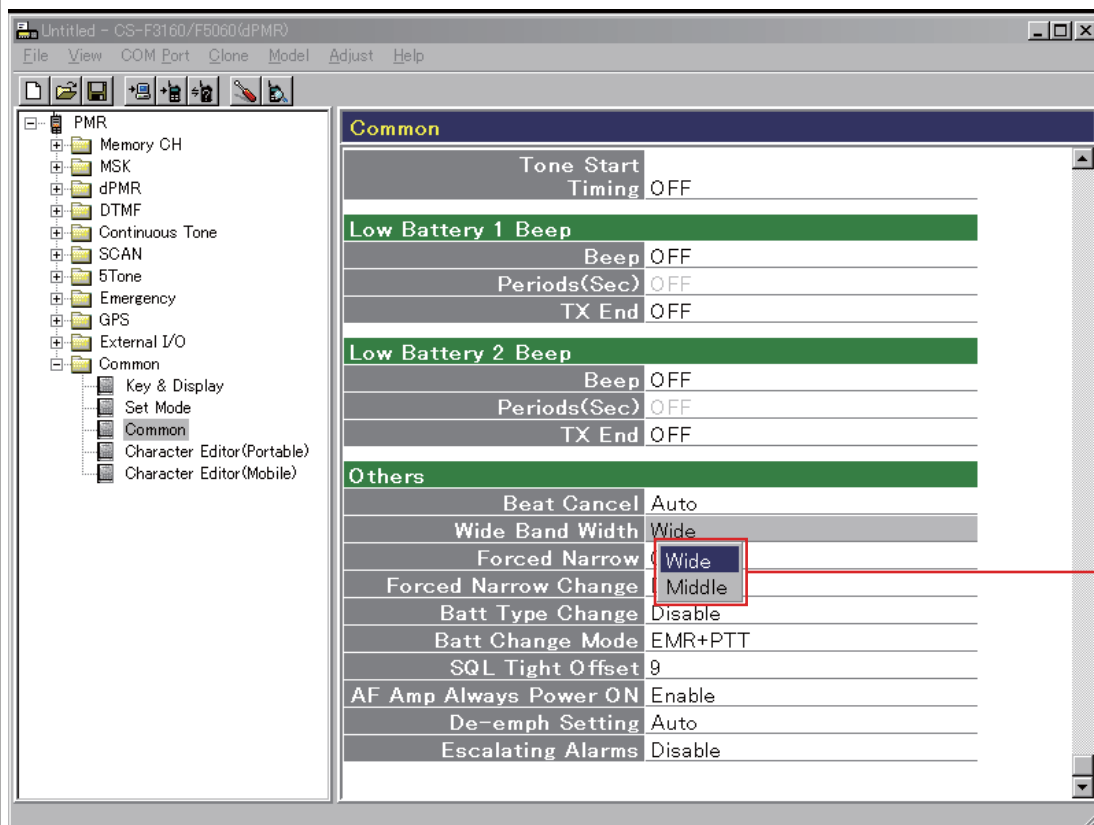 Untitled - CS-F3160/F5060(dPMR)
File View COM Port Clone Model Adjust Help
PMR
Memory CH
MSK
dPMR
DTMF
Continuous Tone
SCAN
5Tone
Emergency
GPS
External I/O
Common
Key & Display
Set Mode
Common
Character Editor(Portable)
Character Editor(Mobile)
Common
Tone Start
Timing OFF
Low Battery 1 Beep
Beep OFF
Periods(Sec) OFF
TX End OFF
Low Battery 2 Beep
Beep OFF
Periods(Sec) OFF
TX End OFF
Others
Beat Cancel Auto
Wide Band Width Wide
Forced Narrow
Wide
Forced Narrow Change
Middle
Batt Type Change Disable
Batt Change Mode EMR+PTT
SQL Tight Offset 9
AF Amp Always Power ON Enable
De-emph Setting Auto
Escalating Alarms Disable